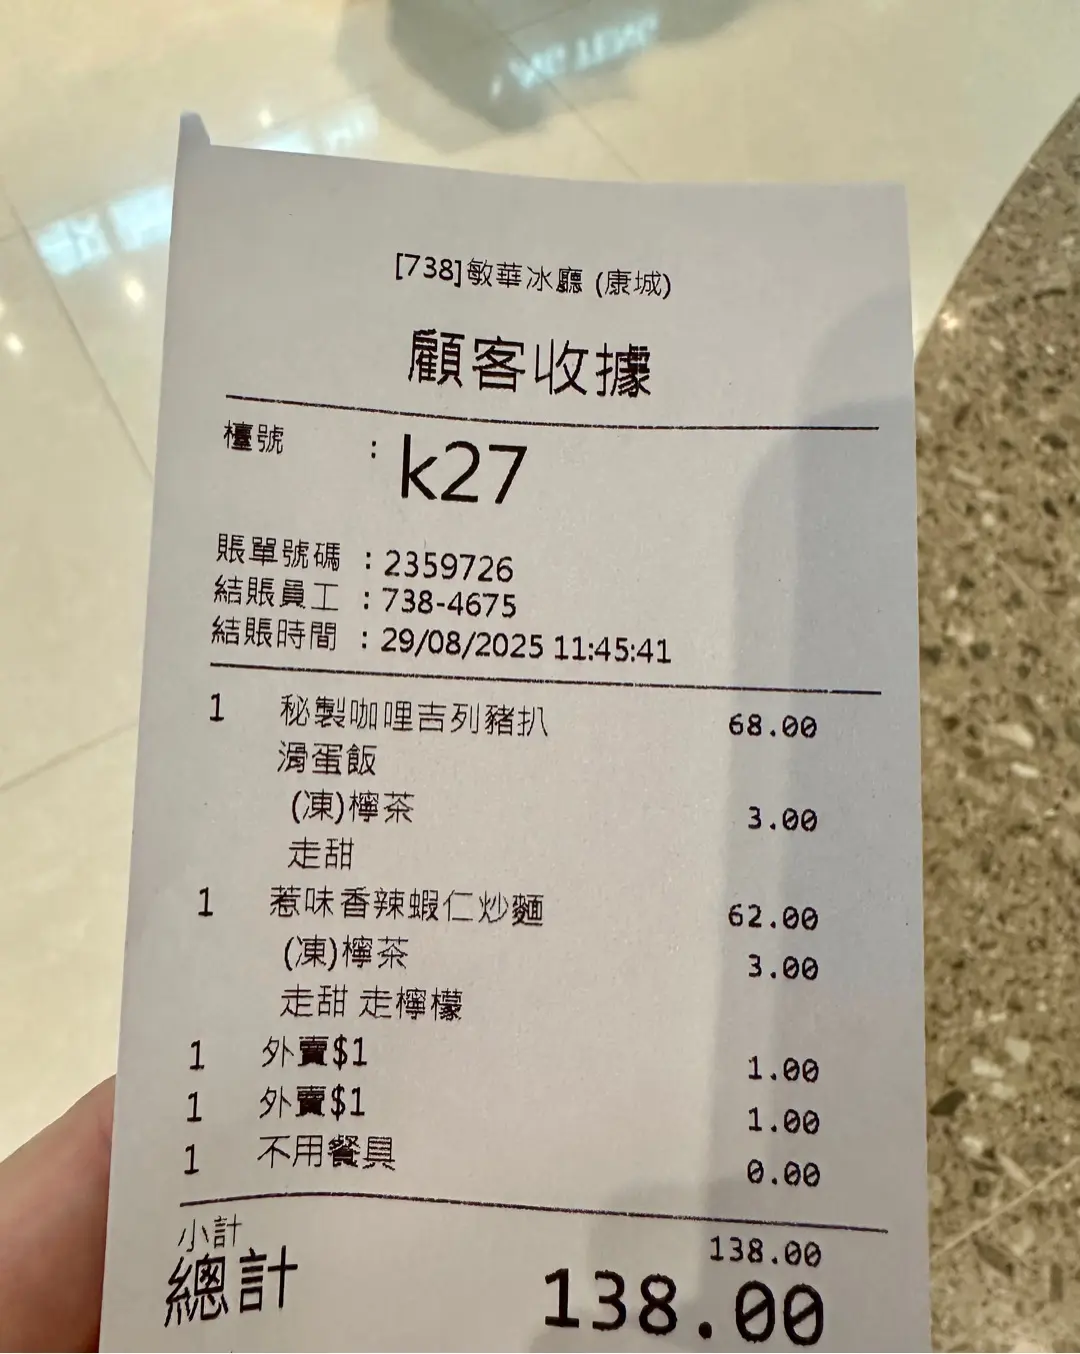 [738]敏華冰廳 (康城)
顧客收據
檯號 : k27
賬單號碼 : 2359726
結賬員工 : 738-4675
結賬時間 : 29/08/2025 11:45:41
1 秘製咖哩吉列豬扒 68.00
滑蛋飯
(凍)檸茶 3.00
走甜
1 惹味香辣蝦仁炒麵 62.00
(凍)檸茶 3.00
走甜 走檸檬
1 外賣$1 1.00
1 外賣$1 1.00
1 不用餐具 0.00
小計 138.00
總計 138.00